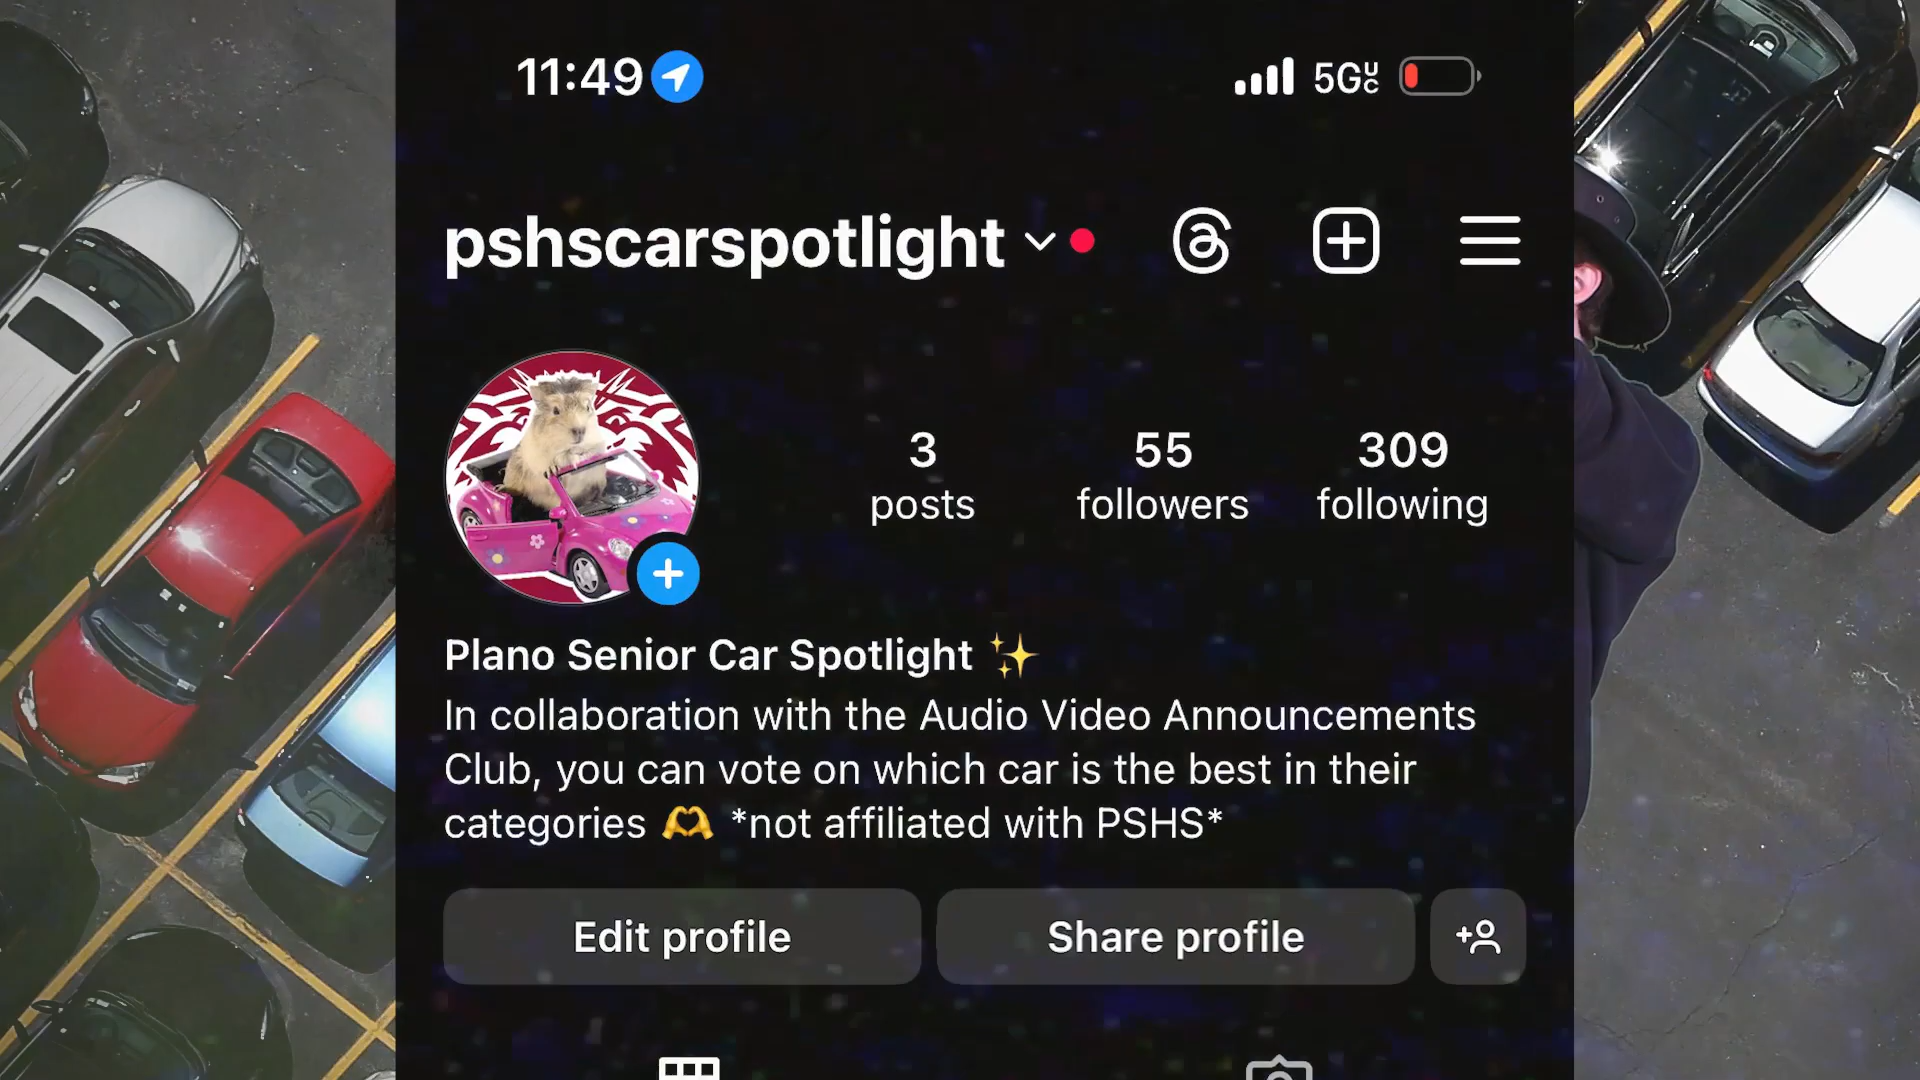 11:49 5GUC
pshscarspotlight
3 55 309
posts followers following
Plano Senior Car Spotlight ✨
In collaboration with the Audio Video Announcements
Club, you can vote on which car is the best in their
categories 🫶 *not affiliated with PSHS*
Edit profile Share profile